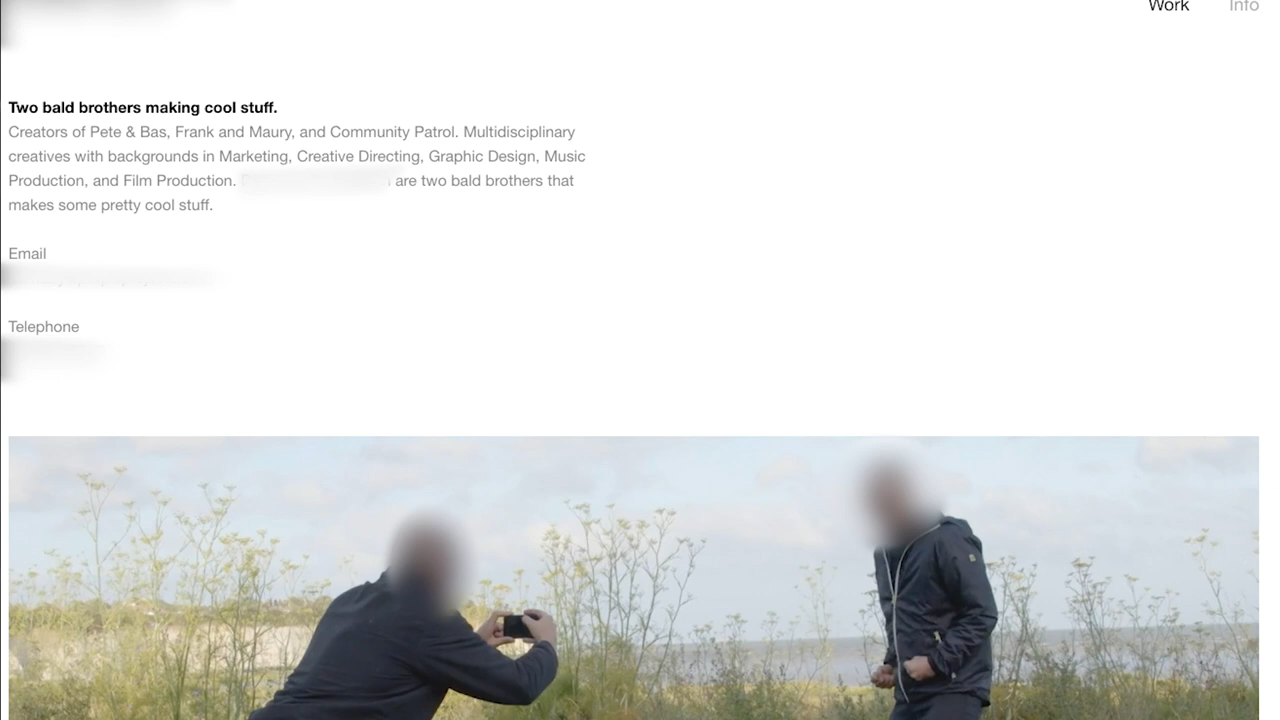 Work Info
Two bald brothers making cool stuff.
Creators of Pete & Bas, Frank and Maury, and Community Patrol. Multidisciplinary
creatives with backgrounds in Marketing, Creative Directing, Graphic Design, Music
Production, and Film Production. are two bald brothers that
makes some pretty cool stuff.
Email
Telephone